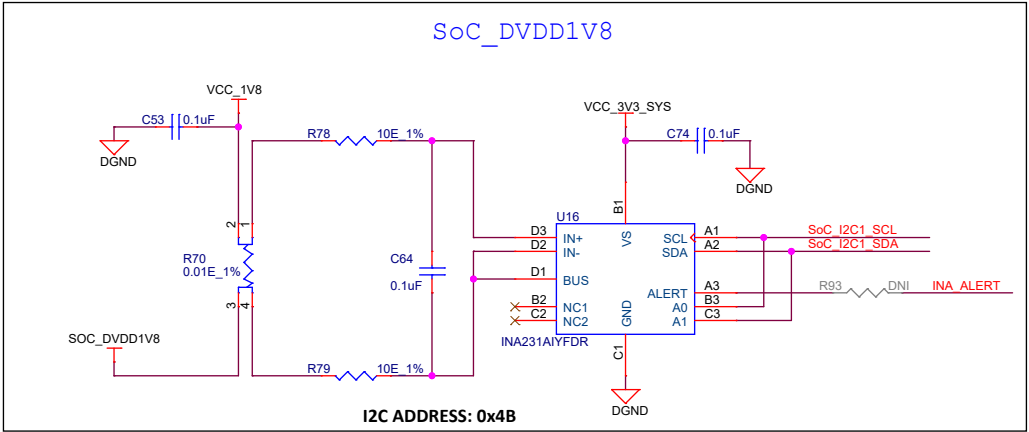 SoC_DVDD1V8
VCC_1V8
C53 0.1uF
DGND
R78 10E_1%
2 1
R70
0.01E_1%
3 4
SOC_DVDD1V8
C64
0.1uF
R79 10E_1%
VCC_3V3_SYS
C74 0.1uF
DGND
B1
U16
D3 IN+
D2 IN-
D1 BUS
B2 NC1
C2 NC2
VS
GND
SCL A1 SoC_I2C1_SCL
SDA A2 SoC_I2C1_SDA
ALERT A3 R93 DNI INA_ALERT
A0 B3
A1 C3
INA231AIYFDR
C1
DGND
I2C ADDRESS: 0x4B